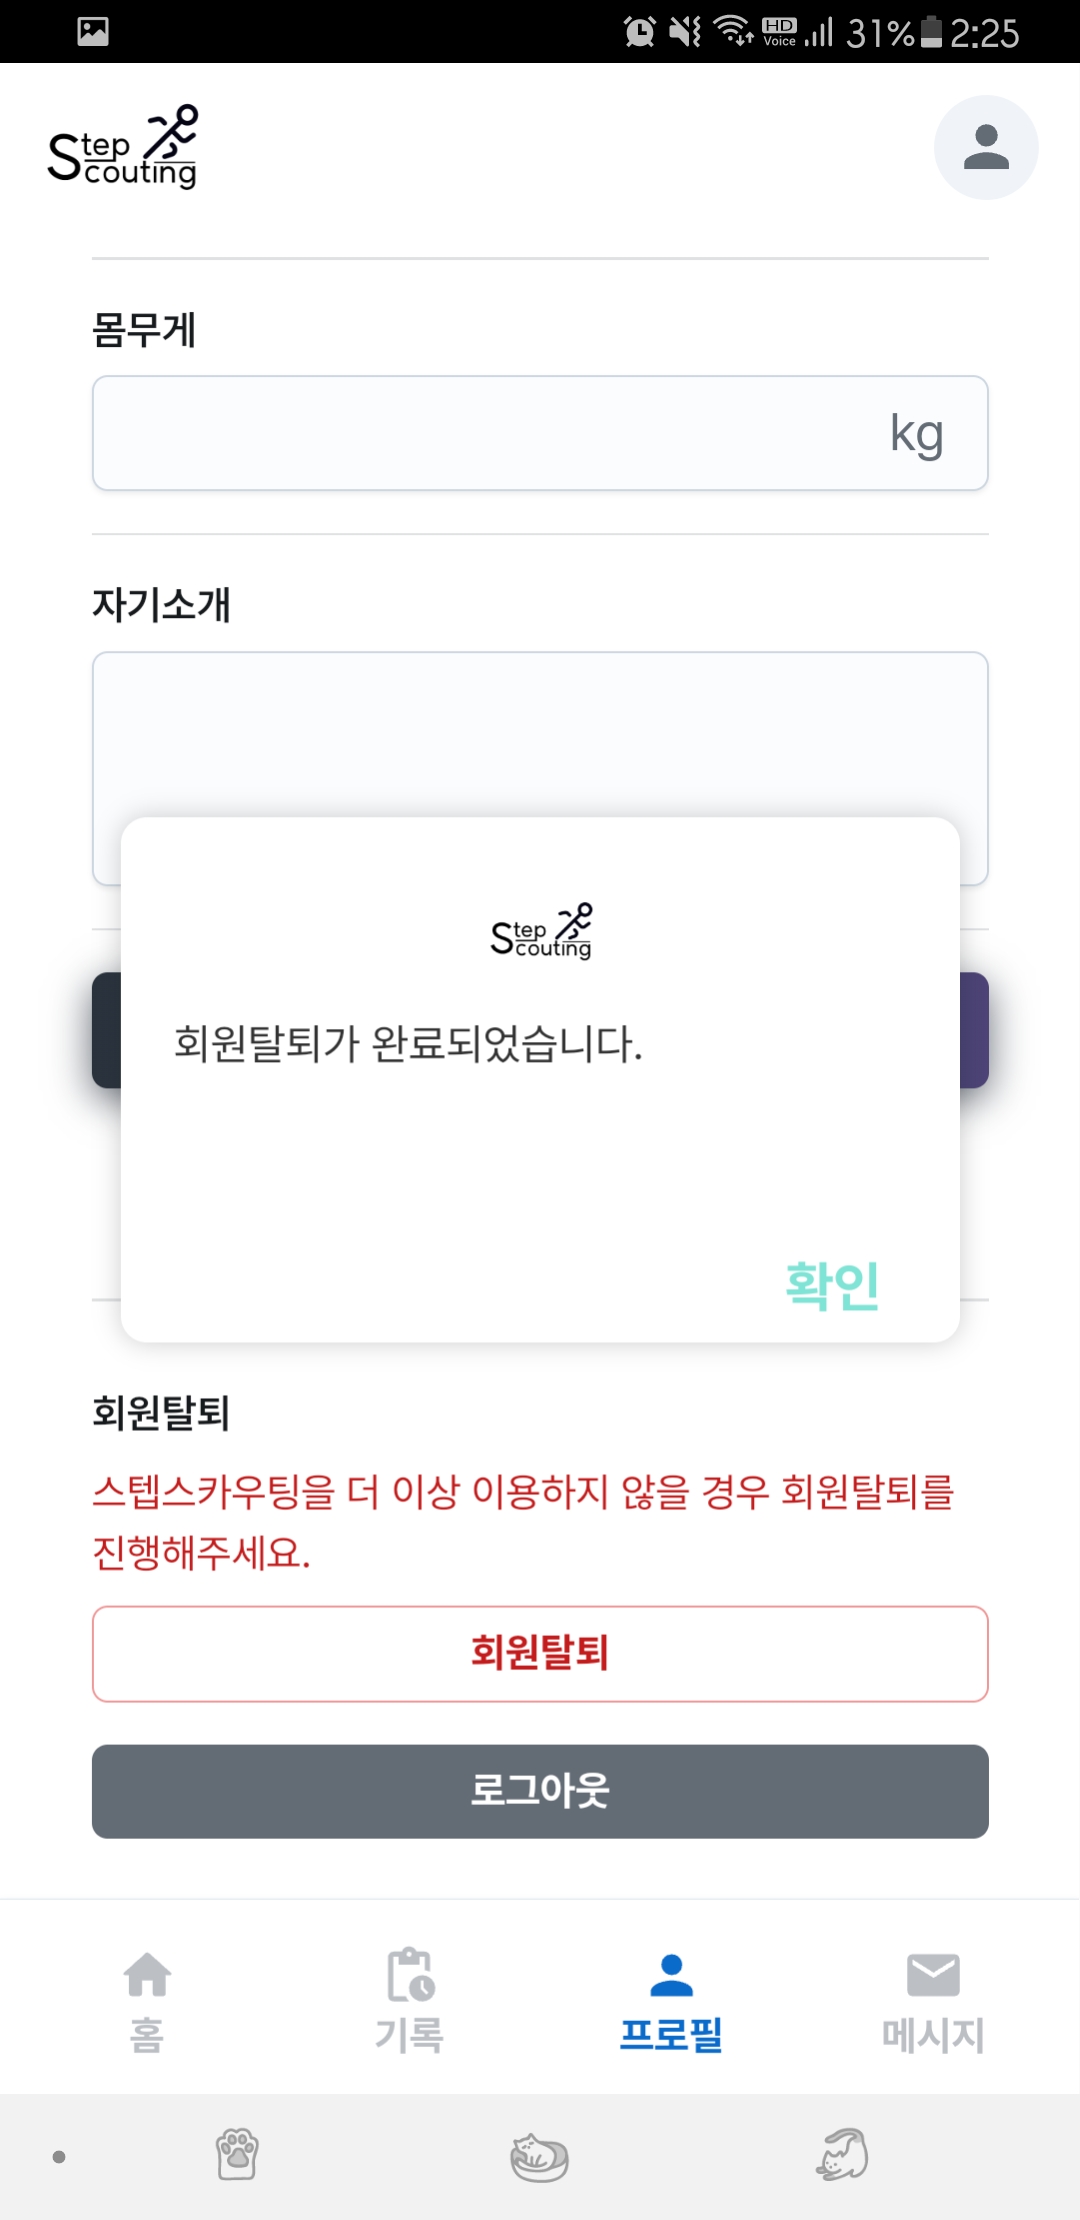 HD
Voice
31%
2:25
Step
Scouting
몸무게
kg
자기소개
Step
Scouting
회원탈퇴가 완료되었습니다.
확인
회원탈퇴
스텝스카우팅을 더 이상 이용하지 않을 경우 회원탈퇴를
진행해주세요.
회원탈퇴
로그아웃
홈
기록
프로필
메시지